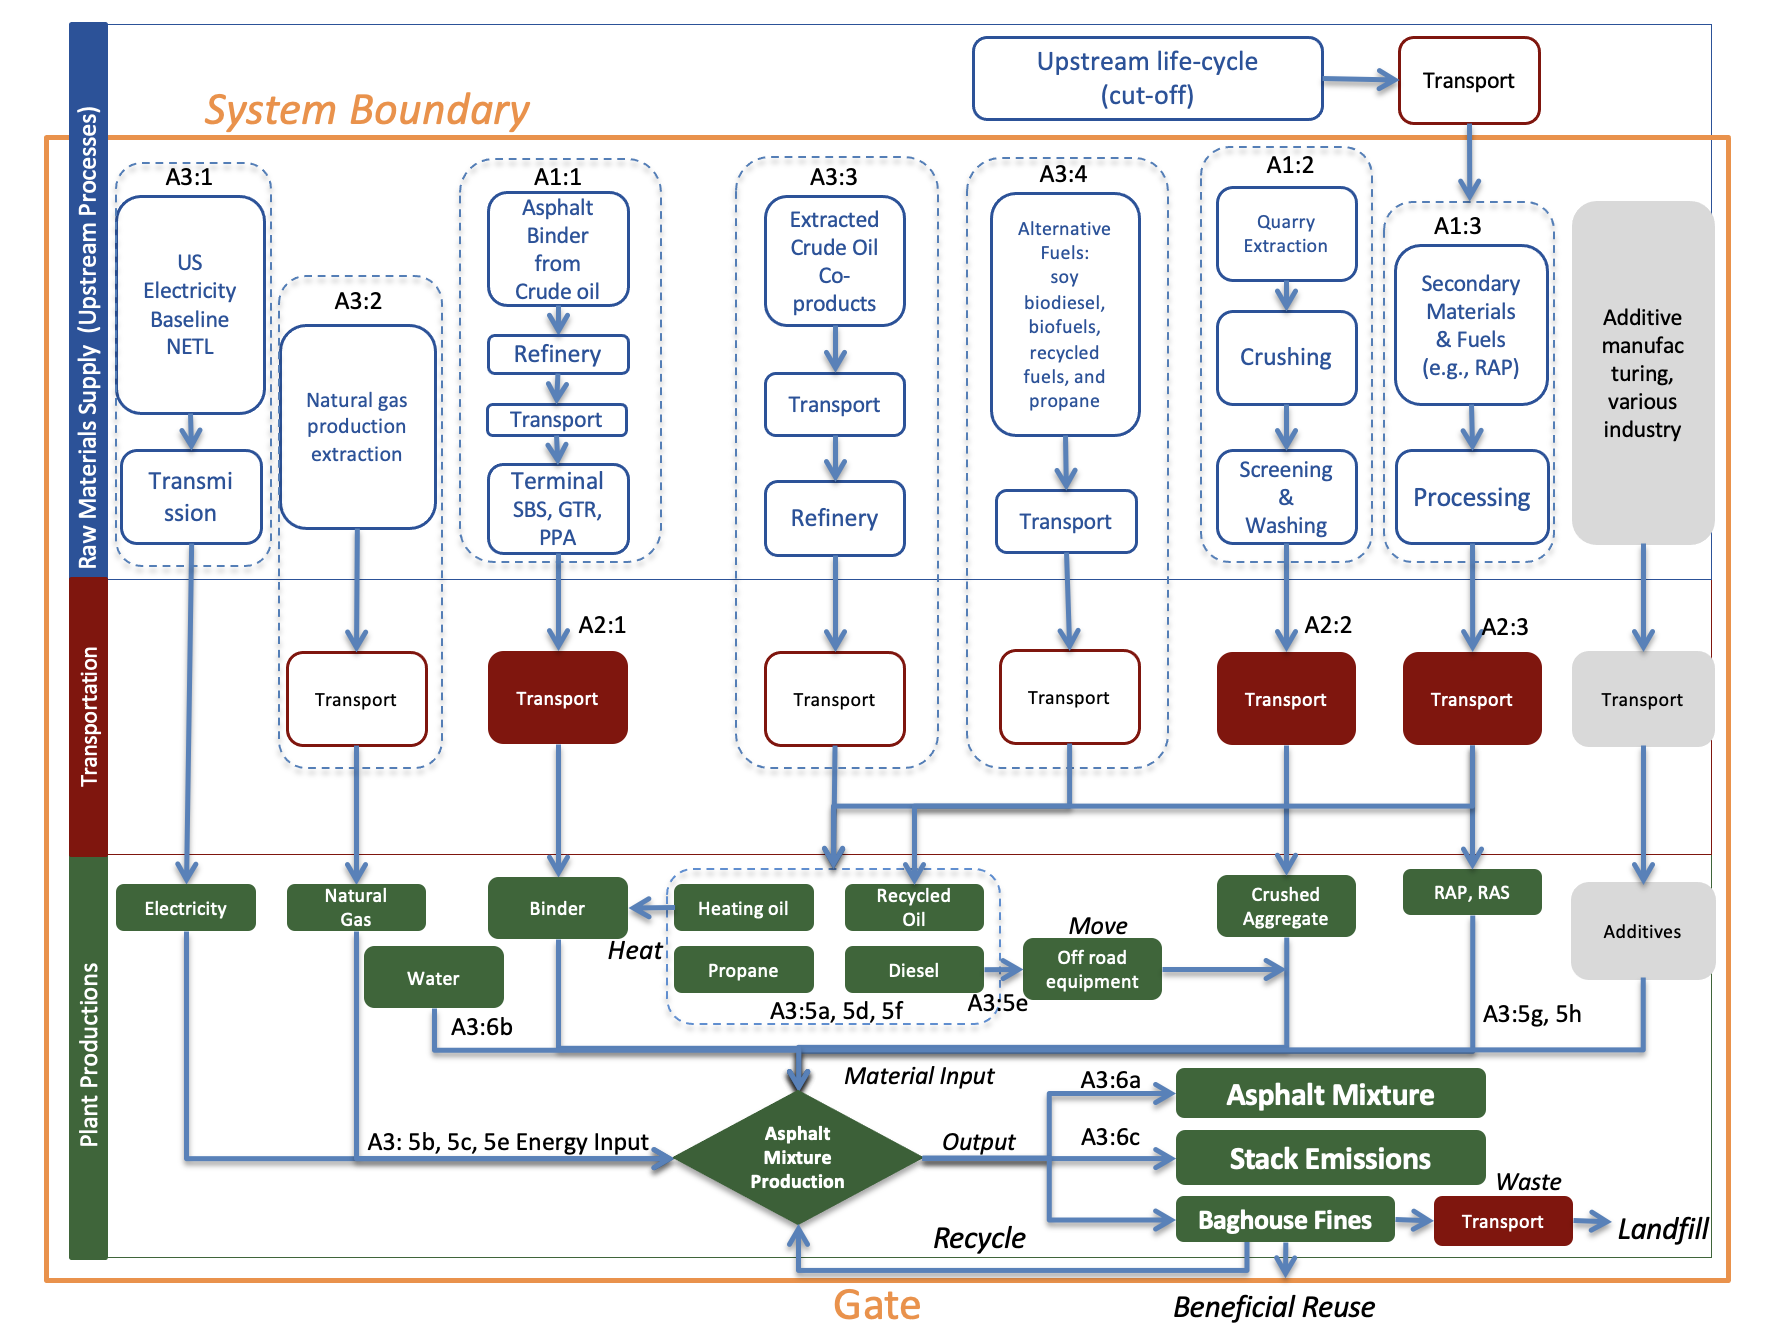 Upstream life-cycle
(cut-off)
Transport
System Boundary
Raw Materials Supply (Upstream Processes)
A3:1
US
Electricity
Baseline
NETL
Transmi
ssion
A3:2
Natural gas
production
extraction
A1:1
Asphalt
Binder
from
Crude oil
Refinery
Transport
Terminal
SBS, GTR,
PPA
A3:3
Extracted
Crude Oil
Co-
products
Transport
Refinery
A3:4
Alternative
Fuels:
soy
biodiesel,
biofuels,
recycled
fuels, and
propane
Transport
A1:2
Quarry
Extraction
Crushing
Screening
&
Washing
A1:3
Secondary
Materials
& Fuels
(e.g., RAP)
Processing
Additive
manufac
turing,
various
industry
Transportation
Transport
A2:1
Transport
Transport
Transport
A2:2
Transport
A2:3
Transport
Transport
Plant Productions
Electricity
Natural
Gas
Water
A3:6b
Binder
Heat
Heating oil
Recycled
Oil
Propane
Diesel
A3:5a, 5d, 5f
A3:5e
Move
Off road
equipment
Crushed
Aggregate
RAP, RAS
A3:5g, 5h
Additives
Material Input
A3: 5b, 5c, 5e Energy Input
Asphalt
Mixture
Production
Output
A3:6a
Asphalt Mixture
A3:6c
Stack Emissions
Baghouse Fines
Waste
Transport
Landfill
Recycle
Beneficial Reuse
Gate